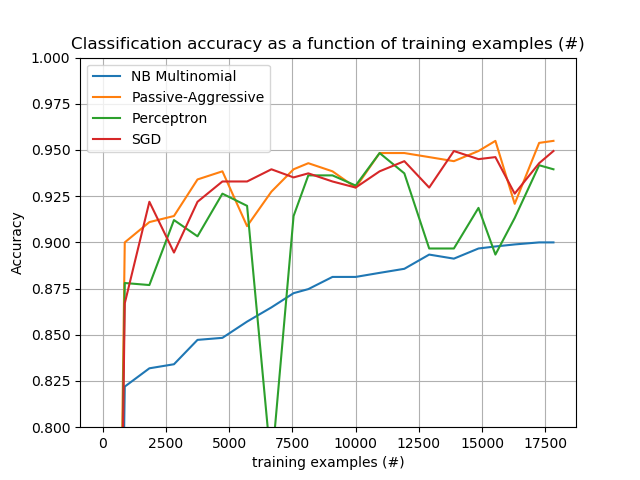 Classification accuracy as a function of training examples (#)
1.000
0.975
0.950
0.925
0.900
0.875
0.850
0.825
0.800
Accuracy
NB Multinomial
Passive-Aggressive
Perceptron
SGD
0 2500 5000 7500 10000 12500 15000 17500
training examples (#)